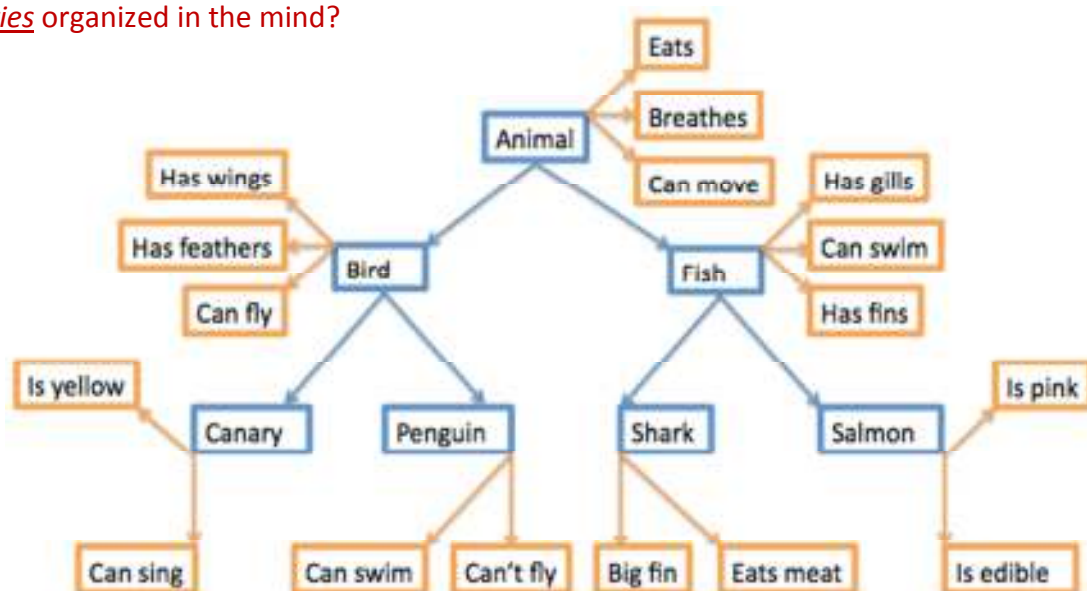 ries organized in the mind?
Eats
Animal
Breathes
Can move
Has wings
Has feathers
Can fly
Bird
Fish
Has gills
Can swim
Has fins
Is yellow
Canary
Penguin
Shark
Salmon
Is pink
Can sing
Can swim
Can't fly
Big fin
Eats meat
Is edible